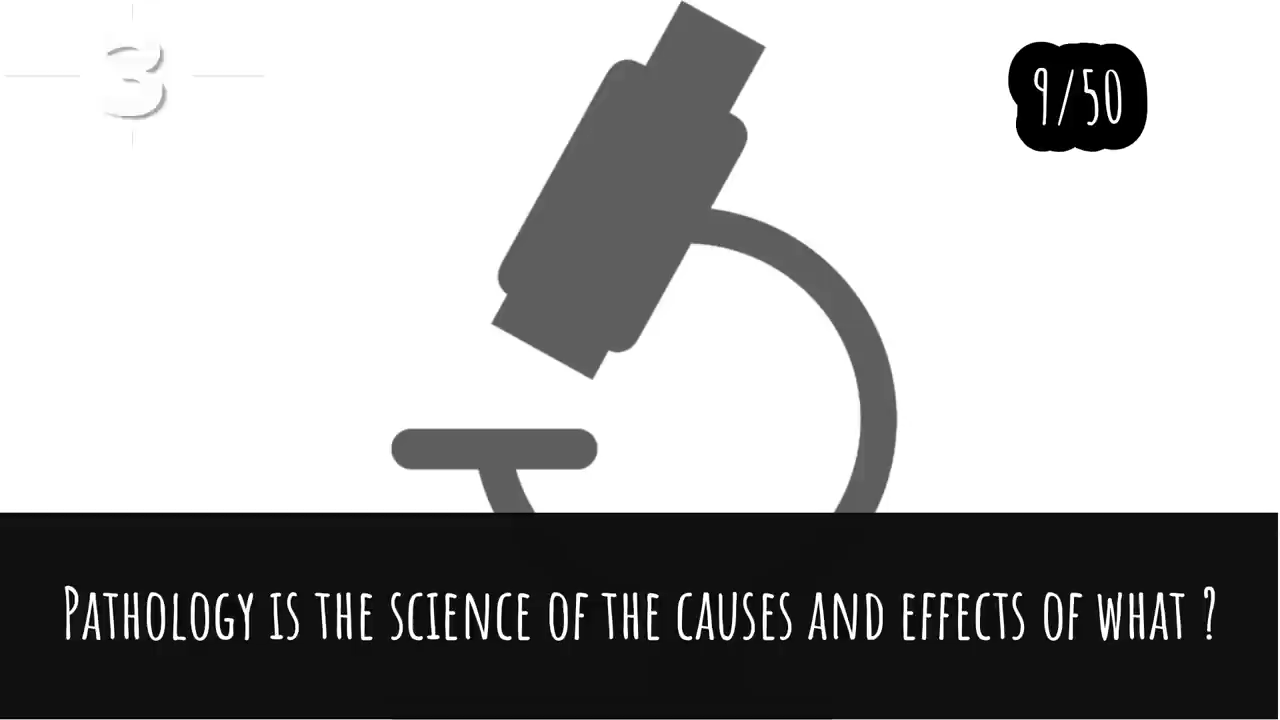 3
9/50
Pathology is the science of the causes and effects of what ?